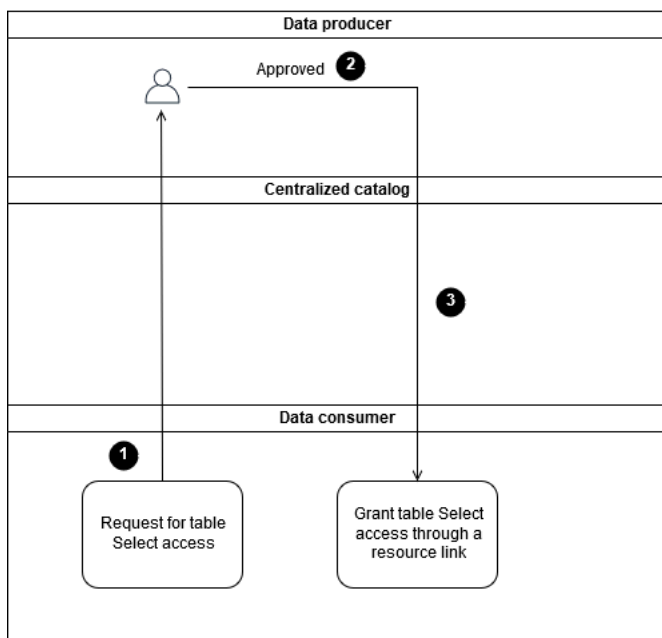 Data producer
Approved 2
Centralized catalog
3
Data consumer
1
Request for table
Select access
Grant table Select
access through a
resource link